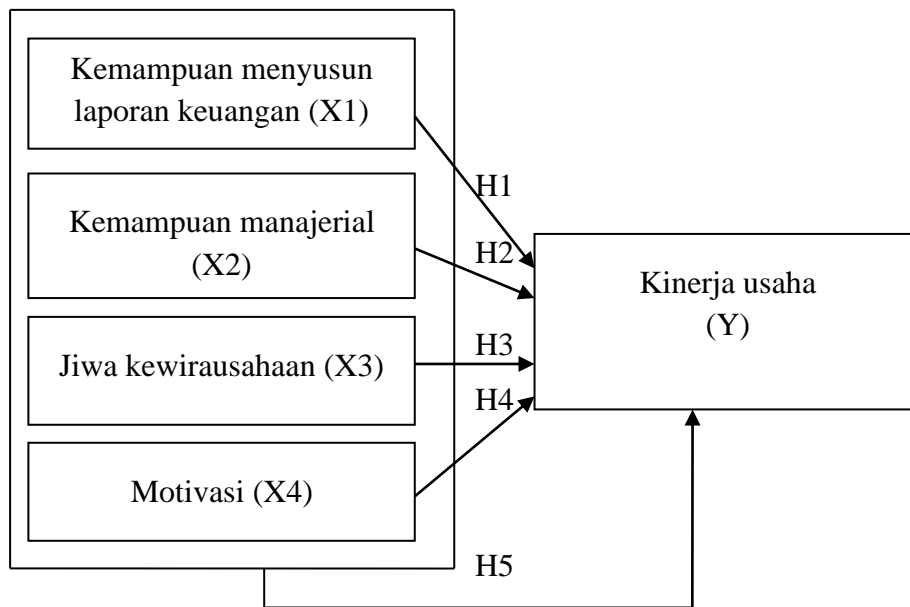 Kemampuan menyusun
laporan keuangan (X1)
H1
Kemampuan manajerial
(X2)
H2
Kinerja usaha
(Y)
Jiwa kewirausahaan (X3)
H3
H4
Motivasi (X4)
H5